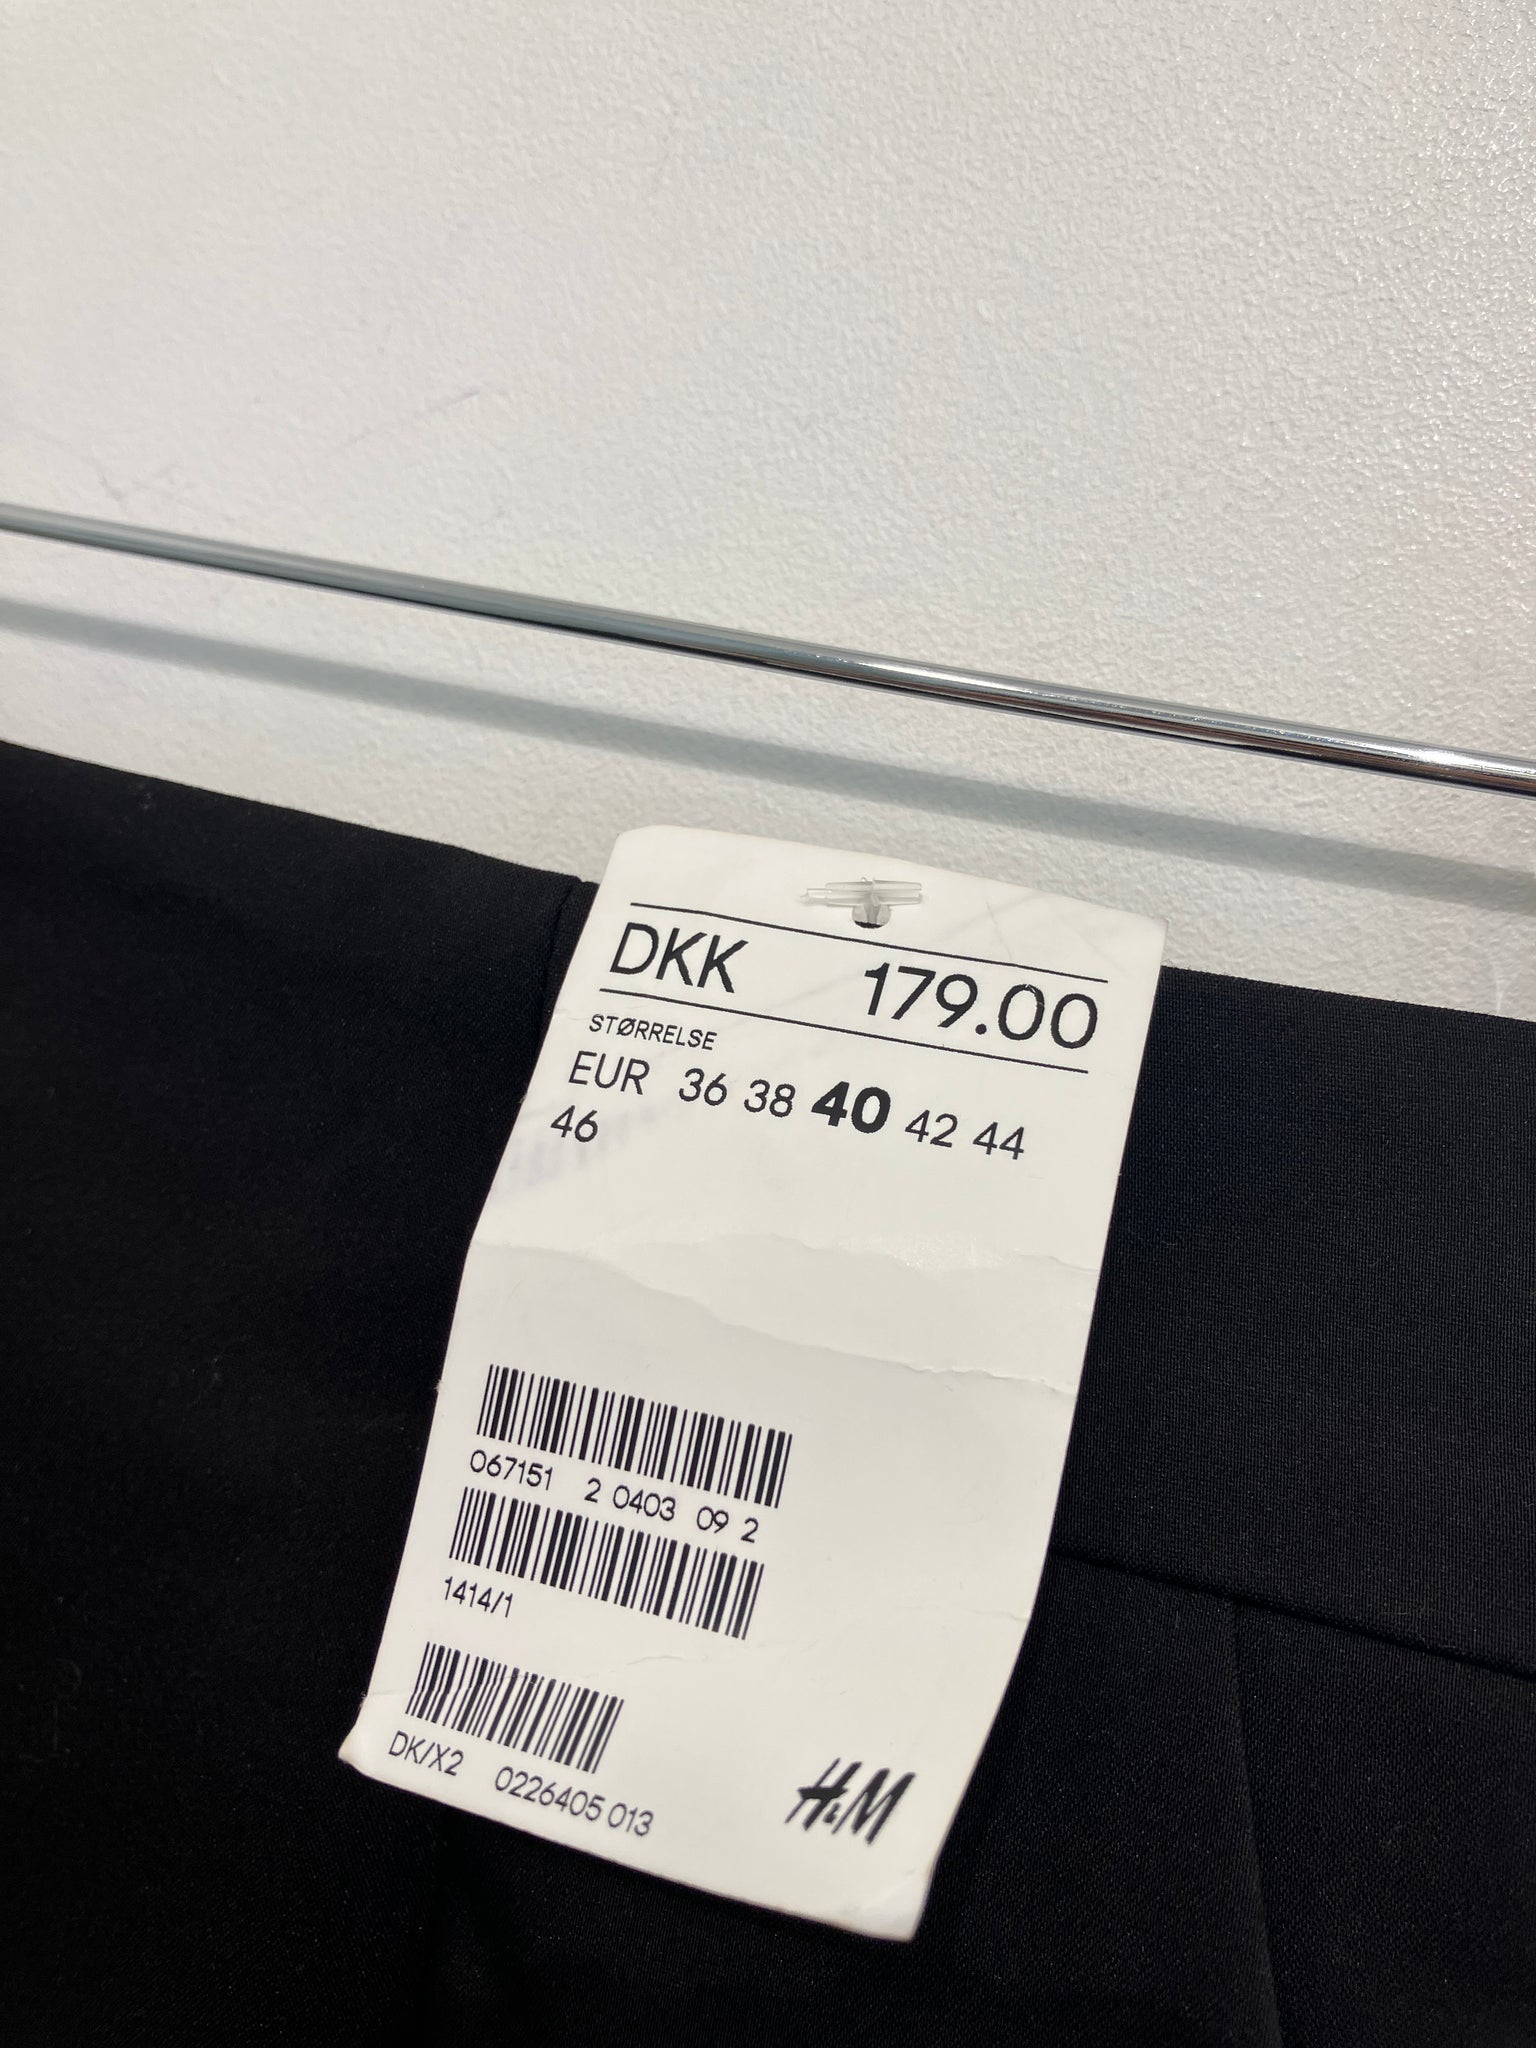 DKK 179.00
STØRRELSE
EUR 36 38 40 42 44
46
067151 2 0403 09 2
1414/1
DK/X2 0226405 013
H&M